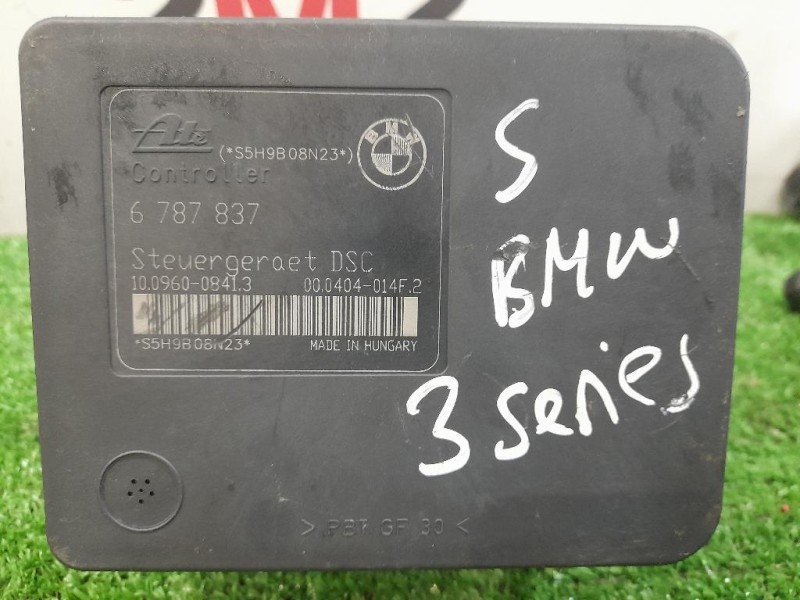 Ate (*S5H9B08N23*) BMW
Controller
6 787 837
Steuergeraet DSC
10.0960-0841.3 00.0404-014F.2
*S5H9B08N23* MADE IN HUNGARY
S
BMW
3 series
> PBT GF 30 <